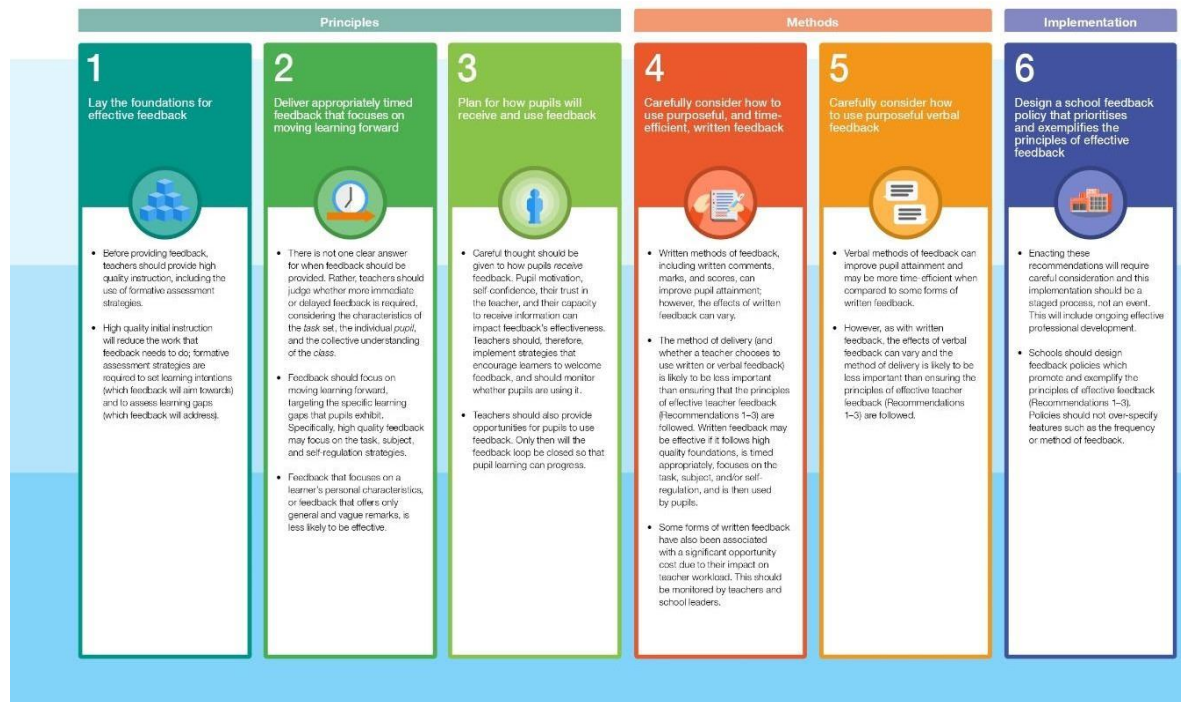 Principles
Methods
Implementation
1
Lay the foundations for
effective feedback
• Before providing feedback,
teachers should provide high
quality instruction, including the
use of formative assessment
strategies.
• High quality initial instruction
will reduce the work that
feedback needs to do; formative
assessment strategies are
required to set learning intentions
(which feedback will aim towards)
and to assess learning gaps
(which feedback will address).
2
Deliver appropriately timed
feedback that focuses on
moving learning forward
• There is not one clear answer
for when feedback should be
provided. Rather, teachers should
judge whether more immediate
or delayed feedback is required,
considering the characteristics of
the task set, the individual pupil,
and the collective understanding
of the class.
• Feedback should focus on
moving learning forward,
targeting the specific learning
gaps that pupils exhibit.
Specifically, high quality feedback
may focus on the task, subject,
and self-regulation strategies.
• Feedback that focuses on a
learner's personal characteristics,
or feedback that offers only
general and vague remarks, is
less likely to be effective.
3
Plan for how pupils will
receive and use feedback
• Careful thought should be
given to how pupils receive
feedback. Pupil motivation,
self-confidence, their trust in
the teacher, and their capacity
to receive information can
impact feedback's effectiveness.
Teachers should, therefore,
implement strategies that
encourage learners to welcome
feedback, and should monitor
whether pupils are using it.
• Teachers should also provide
opportunities for pupils to use
feedback. Only then will the
feedback loop be closed so that
pupil learning can progress.
4
Carefully consider how to
use purposeful, and time-
efficient, written feedback
• Written methods of feedback,
including written comments,
marks, and scores, can
improve pupil attainment;
however, the effects of written
feedback can vary.
• The method of delivery (and
whether a teacher chooses to
use written or verbal feedback)
is likely to be less important
than ensuring that the principles
of effective teacher feedback
(Recommendations 1–3) are
followed. Written feedback may
be effective if it follows high
quality foundations, is timed
appropriately, focuses on the
task, subject, and/or self-
regulation, and is then used
by pupils.
• Some forms of written feedback
have also been associated
with a significant opportunity
cost due to their impact on
teacher workload. This should
be monitored by teachers and
school leaders.
5
Carefully consider how
to use purposeful verbal
feedback
• Verbal methods of feedback can
improve pupil attainment and
may be more time-efficient when
compared to some forms of
written feedback.
• However, as with written
feedback, the effects of verbal
feedback can vary and the
method of delivery is likely to be
less important than ensuring the
principles of effective teacher
feedback (Recommendations
1–3) are followed.
6
Design a school feedback
policy that prioritises
and exemplifies the
principles of effective
feedback
• Enacting these
recommendations will require
careful consideration and this
implementation should be a
staged process, not an event.
This will include ongoing effective
professional development.
• Schools should design
feedback policies which
promote and exemplify the
principles of effective feedback
(Recommendations 1–3).
Policies should not over-specify
features such as the frequency
or method of feedback.